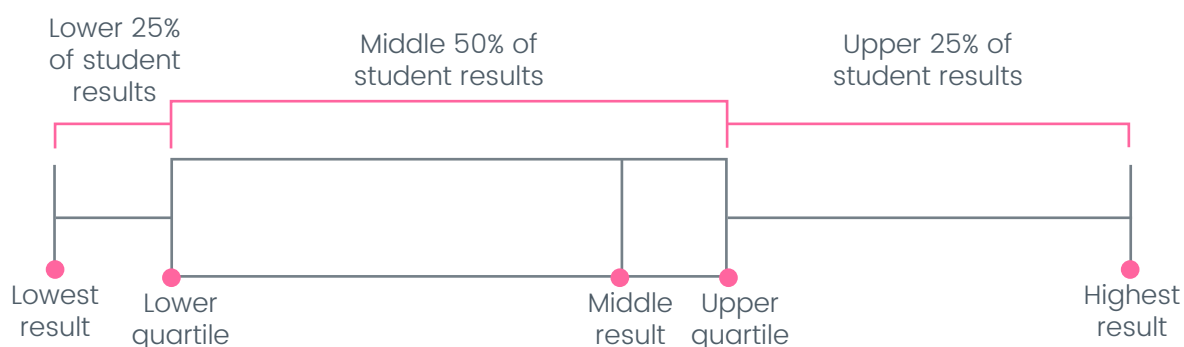 Lower 25%
of student
results
Middle 50% of
student results
Upper 25% of
student results
Lowest
result
Lower
quartile
Middle
result
Upper
quartile
Highest
result